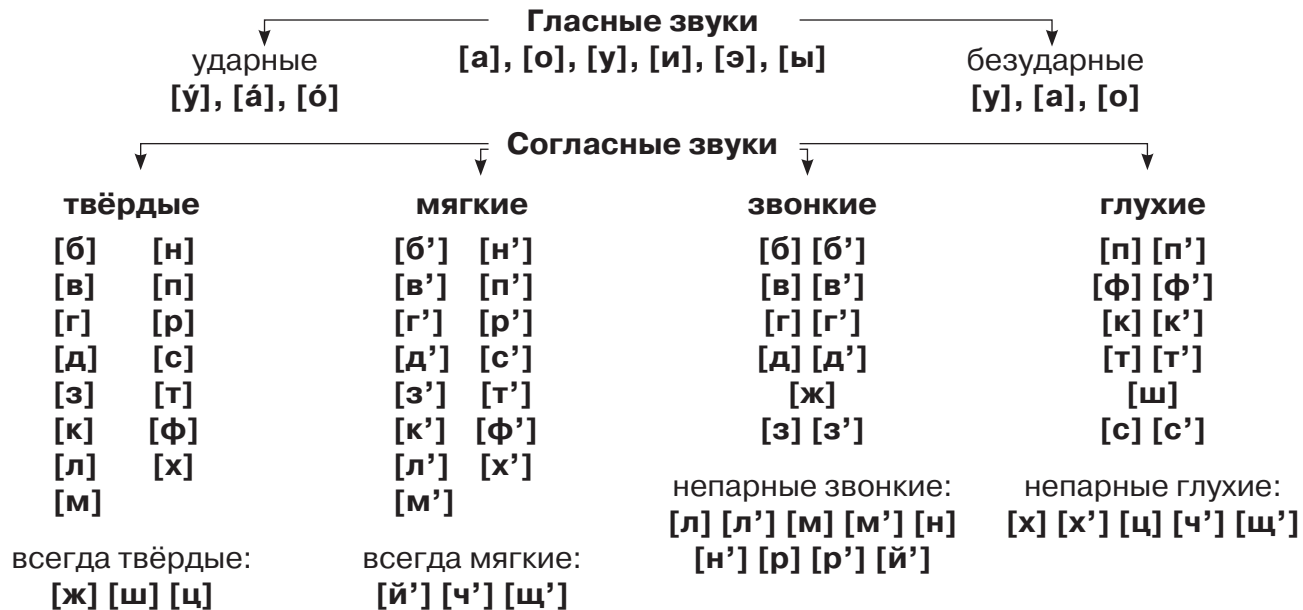 Гласные звуки
ударные [а], [о], [у], [и], [э], [ы] безударные
[у́], [а́], [о́] [у], [а], [о]
Согласные звуки
твёрдые мягкие звонкие глухие
[б] [н] [б’] [н’] [б] [б’] [п] [п’]
[в] [п] [в’] [п’] [в] [в’] [ф] [ф’]
[г] [р] [г’] [р’] [г] [г’] [к] [к’]
[д] [с] [д’] [с’] [д] [д’] [т] [т’]
[з] [т] [з’] [т’] [ж] [ш]
[к] [ф] [к’] [ф’] [з] [з’] [с] [с’]
[л] [х] [л’] [х’]
[м] [м’]
непарные звонкие: непарные глухие:
[л] [л’] [м] [м’] [н] [х] [х’] [ц] [ч’] [щ’]
[н’] [р] [р’] [й’]
всегда твёрдые: всегда мягкие:
[ж] [ш] [ц] [й’] [ч’] [щ’]